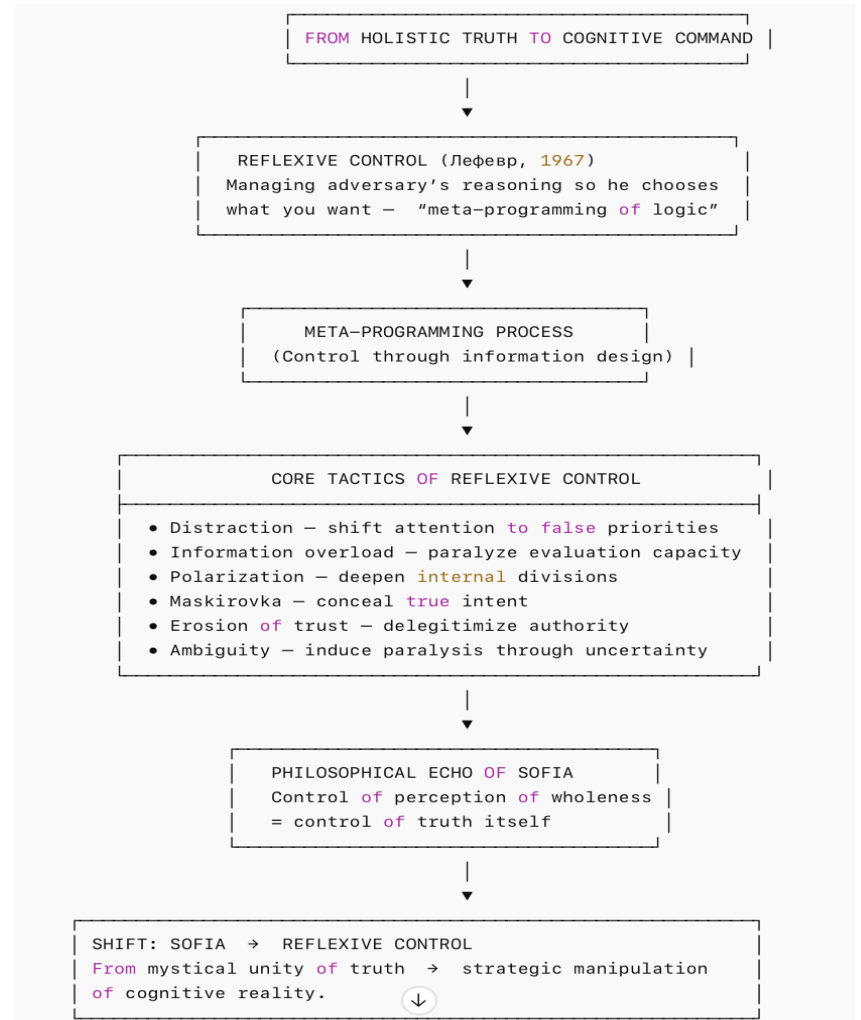 FROM HOLISTIC TRUTH TO COGNITIVE COMMAND
REFLEXIVE CONTROL (Лефевр, 1967)
Managing adversary’s reasoning so he chooses
what you want — “meta-programming of logic”
META-PROGRAMMING PROCESS
(Control through information design)
CORE TACTICS OF REFLEXIVE CONTROL
• Distraction — shift attention to false priorities
• Information overload — paralyze evaluation capacity
• Polarization — deepen internal divisions
• Maskirovka — conceal true intent
• Erosion of trust — delegitimize authority
• Ambiguity — induce paralysis through uncertainty
PHILOSOPHICAL ECHO OF SOFIA
Control of perception of wholeness
= control of truth itself
SHIFT: SOFIA → REFLEXIVE CONTROL
From mystical unity of truth → strategic manipulation
of cognitive reality.